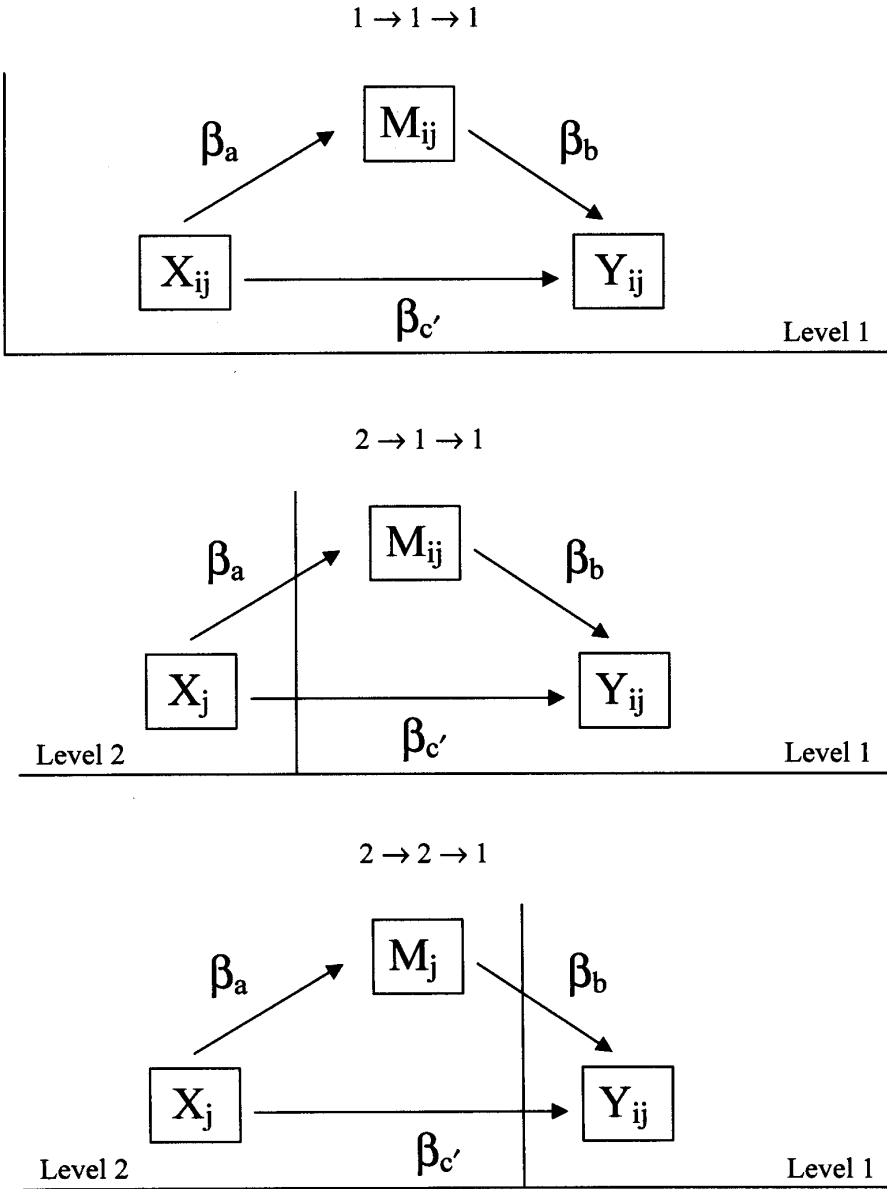 1 → 1 → 1
M_ij
β_a
β_b
X_ij
Y_ij
β_c′
Level 1
2 → 1 → 1
M_ij
β_a
β_b
X_j
Y_ij
β_c′
Level 2
Level 1
2 → 2 → 1
M_j
β_a
β_b
X_j
Y_ij
β_c′
Level 2
Level 1